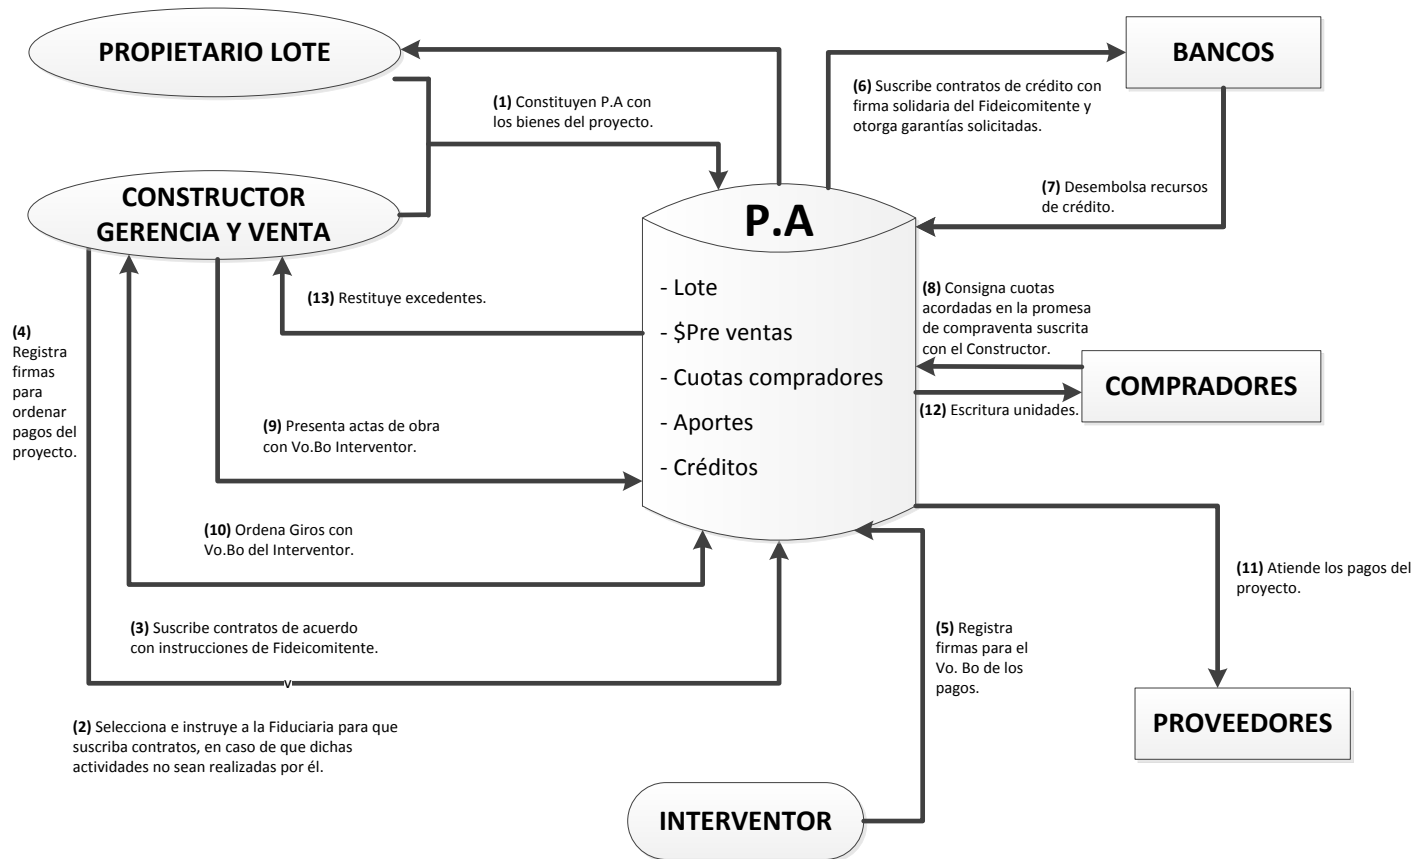 PROPIETARIO LOTE
BANCOS
(1) Constituyen P.A con
los bienes del proyecto.
(6) Suscribe contratos de crédito con
firma solidaria del Fideicomitente y
otorga garantías solicitadas.
CONSTRUCTOR
GERENCIA Y VENTA
(7) Desembolsa recursos
de crédito.
P.A
- Lote
- $Pre ventas
- Cuotas compradores
- Aportes
- Créditos
(13) Restituye excedentes.
(8) Consigna cuotas
acordadas en la promesa
de compraventa suscrita
con el Constructor.
COMPRADORES
(12) Escritura unidades.
(4)
Registra
firmas
para
ordenar
pagos del
proyecto.
(9) Presenta actas de obra
con Vo.Bo Interventor.
(10) Ordena Giros con
Vo.Bo del Interventor.
(11) Atiende los pagos del
proyecto.
(3) Suscribe contratos de acuerdo
con instrucciones de Fideicomitente.
(5) Registra
firmas para el
Vo. Bo de los
pagos.
V
PROVEEDORES
(2) Selecciona e instruye a la Fiduciaria para que
suscriba contratos, en caso de que dichas
actividades no sean realizadas por él.
INTERVENTOR